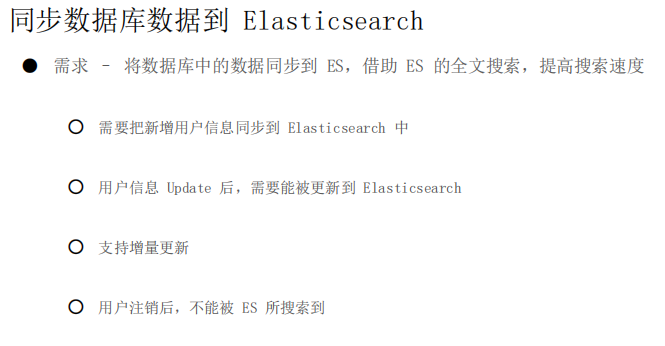 同步数据库数据到 Elasticsearch
● 需求 – 将数据库中的数据同步到 ES，借助 ES 的全文搜索，提高搜索速度
○ 需要把新增用户信息同步到 Elasticsearch 中
○ 用户信息 Update 后，需要能被更新到 Elasticsearch
○ 支持增量更新
○ 用户注销后，不能被 ES 所搜索到